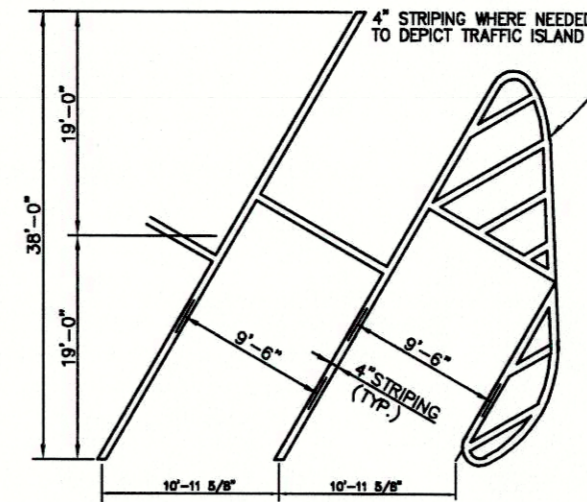 4" STRIPING WHERE NEEDED
TO DEPICT TRAFFIC ISLAND
19'-0"
38'-0"
19'-0"
9'-6"
9'-6"
4" STRIPING
(TYP.)
10'-11 5/8"
10'-11 5/8"